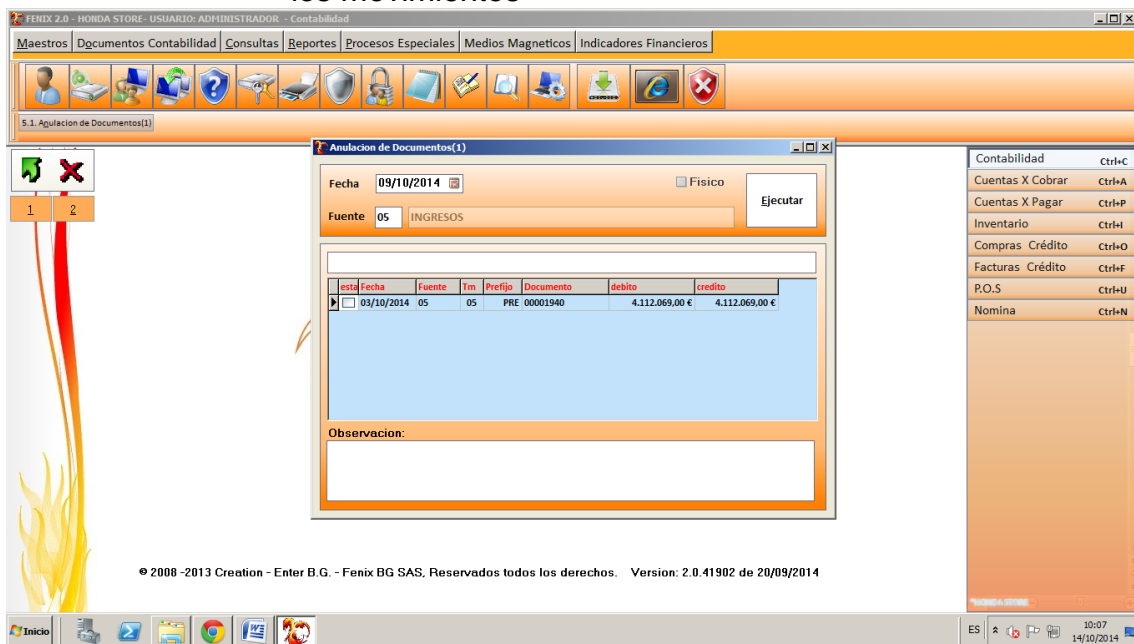 los movimientos
FENIX 2.0 - HONDA STORE- USUARIO: ADMINISTRADOR - Contabilidad
Maestros Documentos Contabilidad Consultas Reportes Procesos Especiales Medios Magneticos Indicadores Financieros
5.1. Agulacion de Documentos(1)
1 2
Anulacion de Documentos(1)
Fecha 09/10/2014 Fisico
Ejecutar
Fuente 05 INGRESOS
esta Fecha Fuente Tm Prefijo Documento debito credito
03/10/2014 05 05 PRE 00001940 4.112.069,00 € 4.112.069,00 €
Observacion:
Contabilidad Ctrl+C
Cuentas X Cobrar Ctrl+A
Cuentas X Pagar Ctrl+P
Inventario Ctrl+I
Compras Crédito Ctrl+O
Facturas Crédito Ctrl+F
P.O.S Ctrl+U
Nomina Ctrl+N
© 2008 -2013 Creation - Enter B.G. - Fenix BG SAS, Reservados todos los derechos. Version: 2.0.41902 de 20/09/2014
*HONDA STORE
Inicio
ES
10:07
14/10/2014